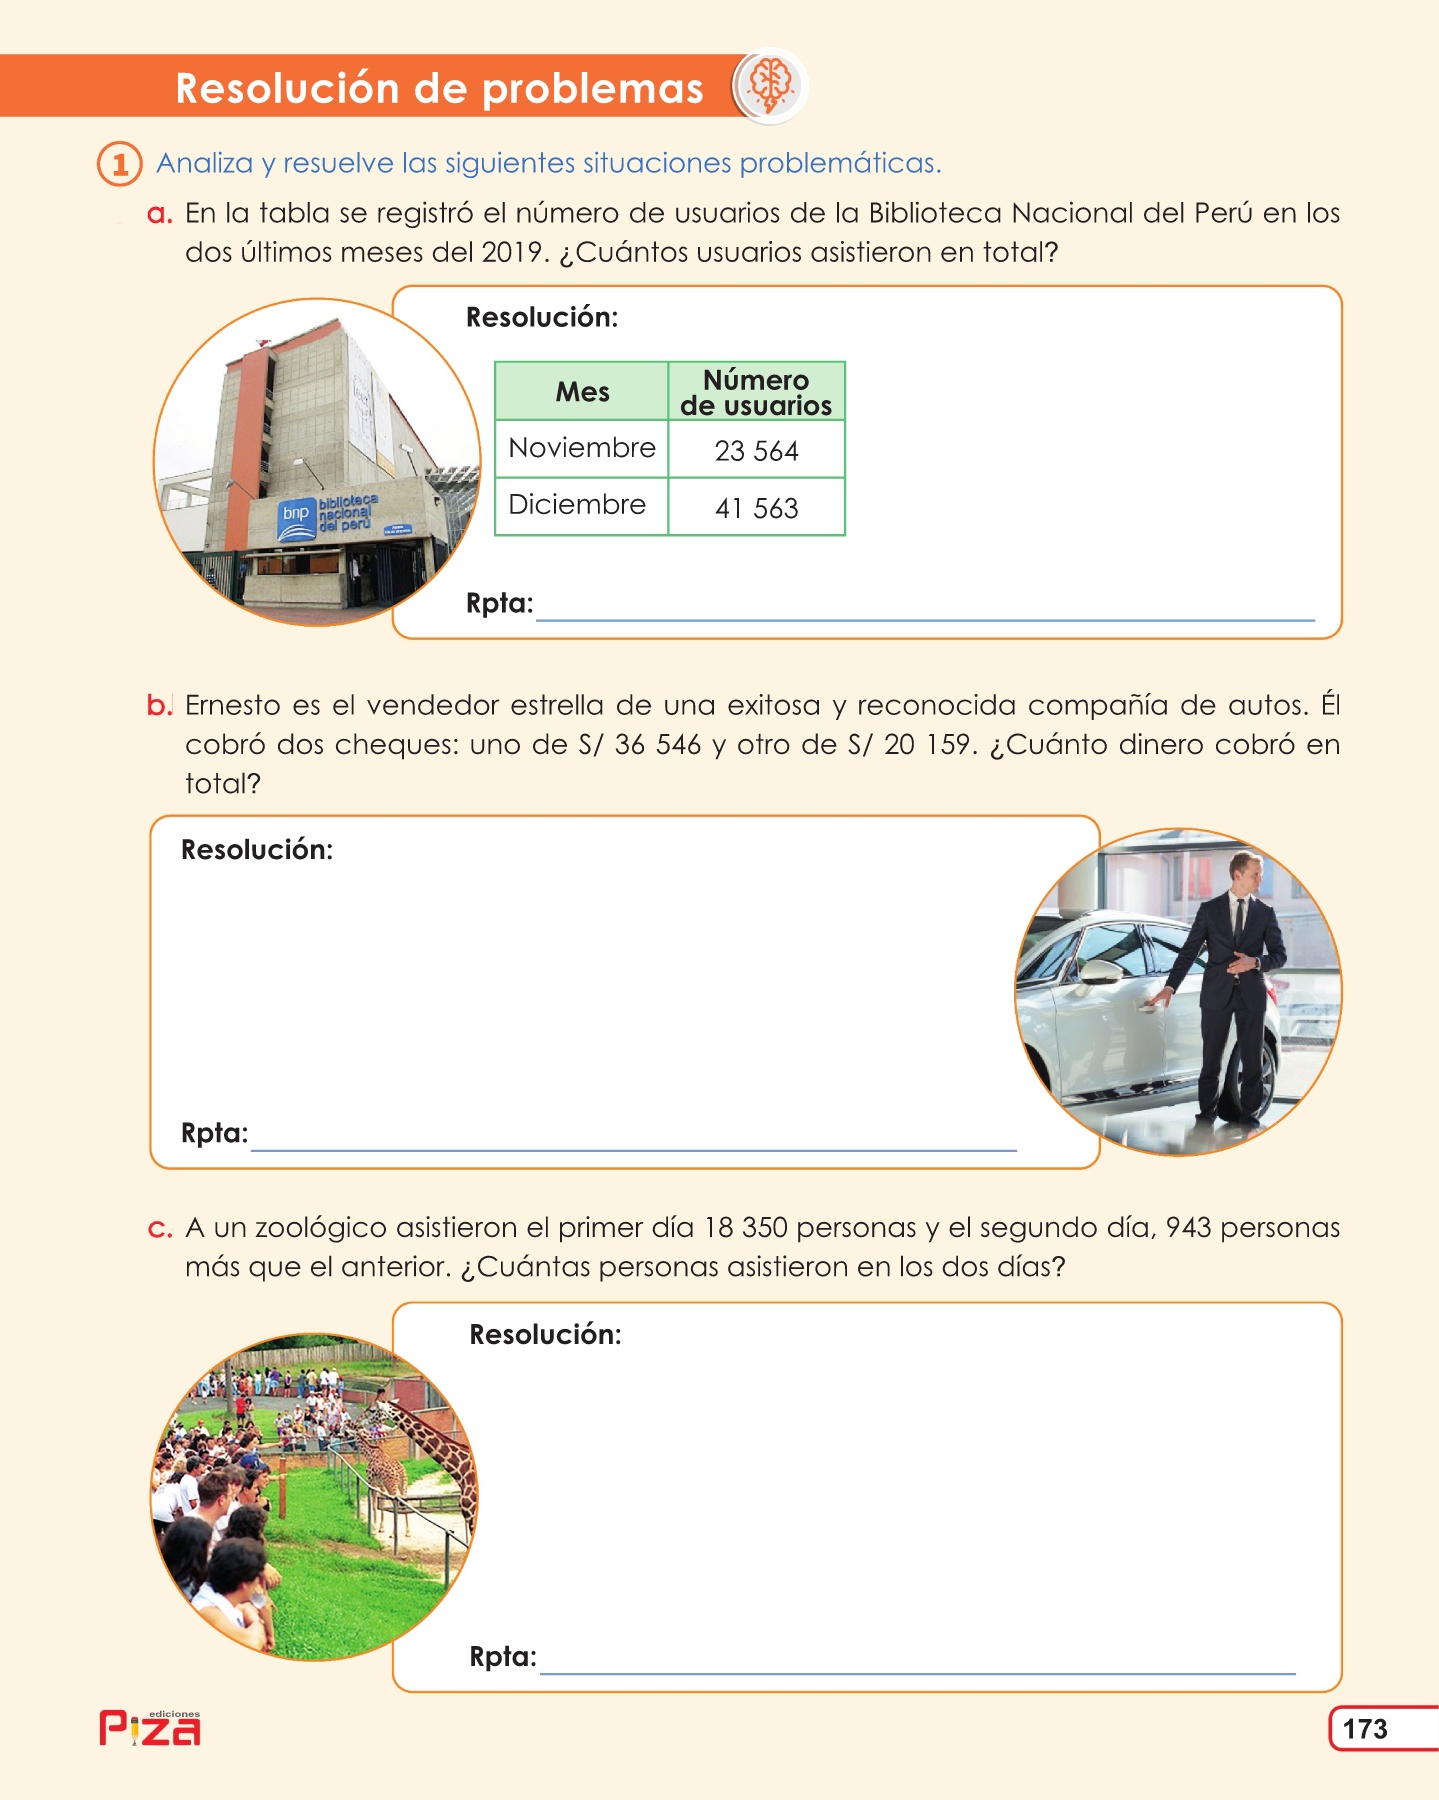 Resolución de problemas
1 Analiza y resuelve las siguientes situaciones problemáticas.
a. En la tabla se registró el número de usuarios de la Biblioteca Nacional del Perú en los
dos últimos meses del 2019. ¿Cuántos usuarios asistieron en total?
Resolución:
Mes Número
de usuarios
Noviembre 23 564
Diciembre 41 563
bnp biblioteca
nacional
del perú
Rpta:
b. Ernesto es el vendedor estrella de una exitosa y reconocida compañía de autos. Él
cobró dos cheques: uno de S/ 36 546 y otro de S/ 20 159. ¿Cuánto dinero cobró en
total?
Resolución:
Rpta:
c. A un zoológico asistieron el primer día 18 350 personas y el segundo día, 943 personas
más que el anterior. ¿Cuántas personas asistieron en los dos días?
Resolución:
Rpta:
ediciones
Piza
173